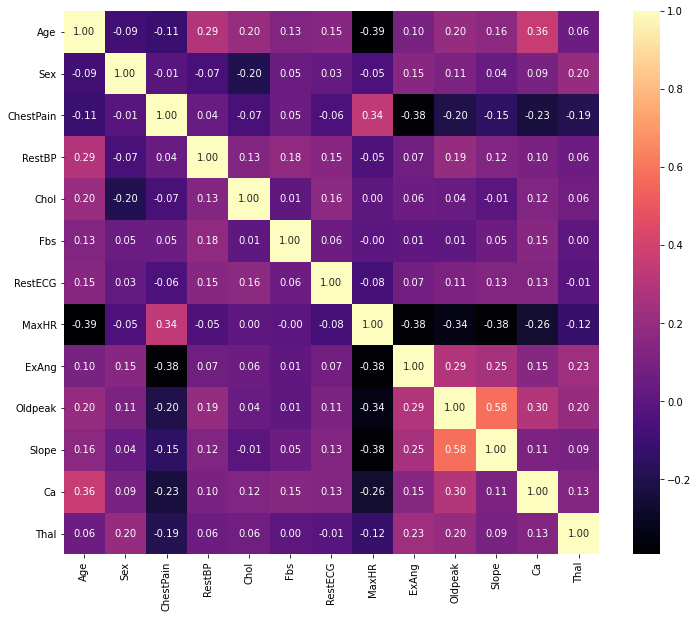 Age 1.00 -0.09 -0.11 0.29 0.20 0.13 0.15 -0.39 0.10 0.20 0.16 0.36 0.06
Sex -0.09 1.00 -0.01 -0.07 -0.20 0.05 0.03 -0.05 0.15 0.11 0.04 0.09 0.20
ChestPain -0.11 -0.01 1.00 0.04 -0.07 0.05 -0.06 0.34 -0.38 -0.20 -0.15 -0.23 -0.19
RestBP 0.29 -0.07 0.04 1.00 0.13 0.18 0.15 -0.05 0.07 0.19 0.12 0.10 0.06
Chol 0.20 -0.20 -0.07 0.13 1.00 0.01 0.16 0.00 0.06 0.04 -0.01 0.12 0.06
Fbs 0.13 0.05 0.05 0.18 0.01 1.00 0.06 -0.00 0.01 0.01 0.05 0.15 0.00
RestECG 0.15 0.03 -0.06 0.15 0.16 0.06 1.00 -0.08 0.07 0.11 0.13 0.13 -0.01
MaxHR -0.39 -0.05 0.34 -0.05 0.00 -0.00 -0.08 1.00 -0.38 -0.34 -0.38 -0.26 -0.12
ExAng 0.10 0.15 -0.38 0.07 0.06 0.01 0.07 -0.38 1.00 0.29 0.25 0.15 0.23
Oldpeak 0.20 0.11 -0.20 0.19 0.04 0.01 0.11 -0.34 0.29 1.00 0.58 0.30 0.20
Slope 0.16 0.04 -0.15 0.12 -0.01 0.05 0.13 -0.38 0.25 0.58 1.00 0.11 0.09
Ca 0.36 0.09 -0.23 0.10 0.12 0.15 0.13 -0.26 0.15 0.30 0.11 1.00 0.13
Thal 0.06 0.20 -0.19 0.06 0.06 0.00 -0.01 -0.12 0.23 0.20 0.09 0.13 1.00
Age Sex ChestPain RestBP Chol Fbs RestECG MaxHR ExAng Oldpeak Slope Ca Thal
1.0
0.8
0.6
0.4
0.2
0.0
−0.2